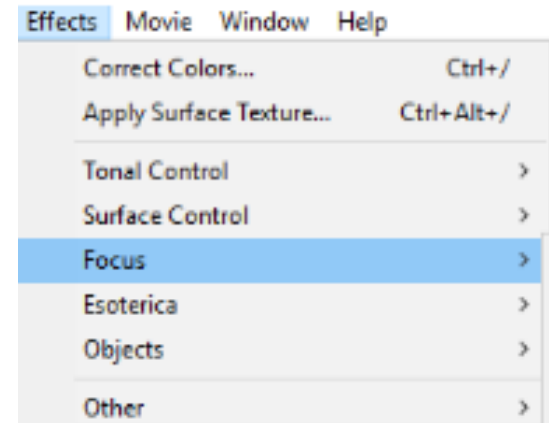 Effects Movie Window Help
Correct Colors... Ctrl+/
Apply Surface Texture... Ctrl+Alt+/
Tonal Control >
Surface Control >
Focus >
Esoterica >
Objects >
Other >